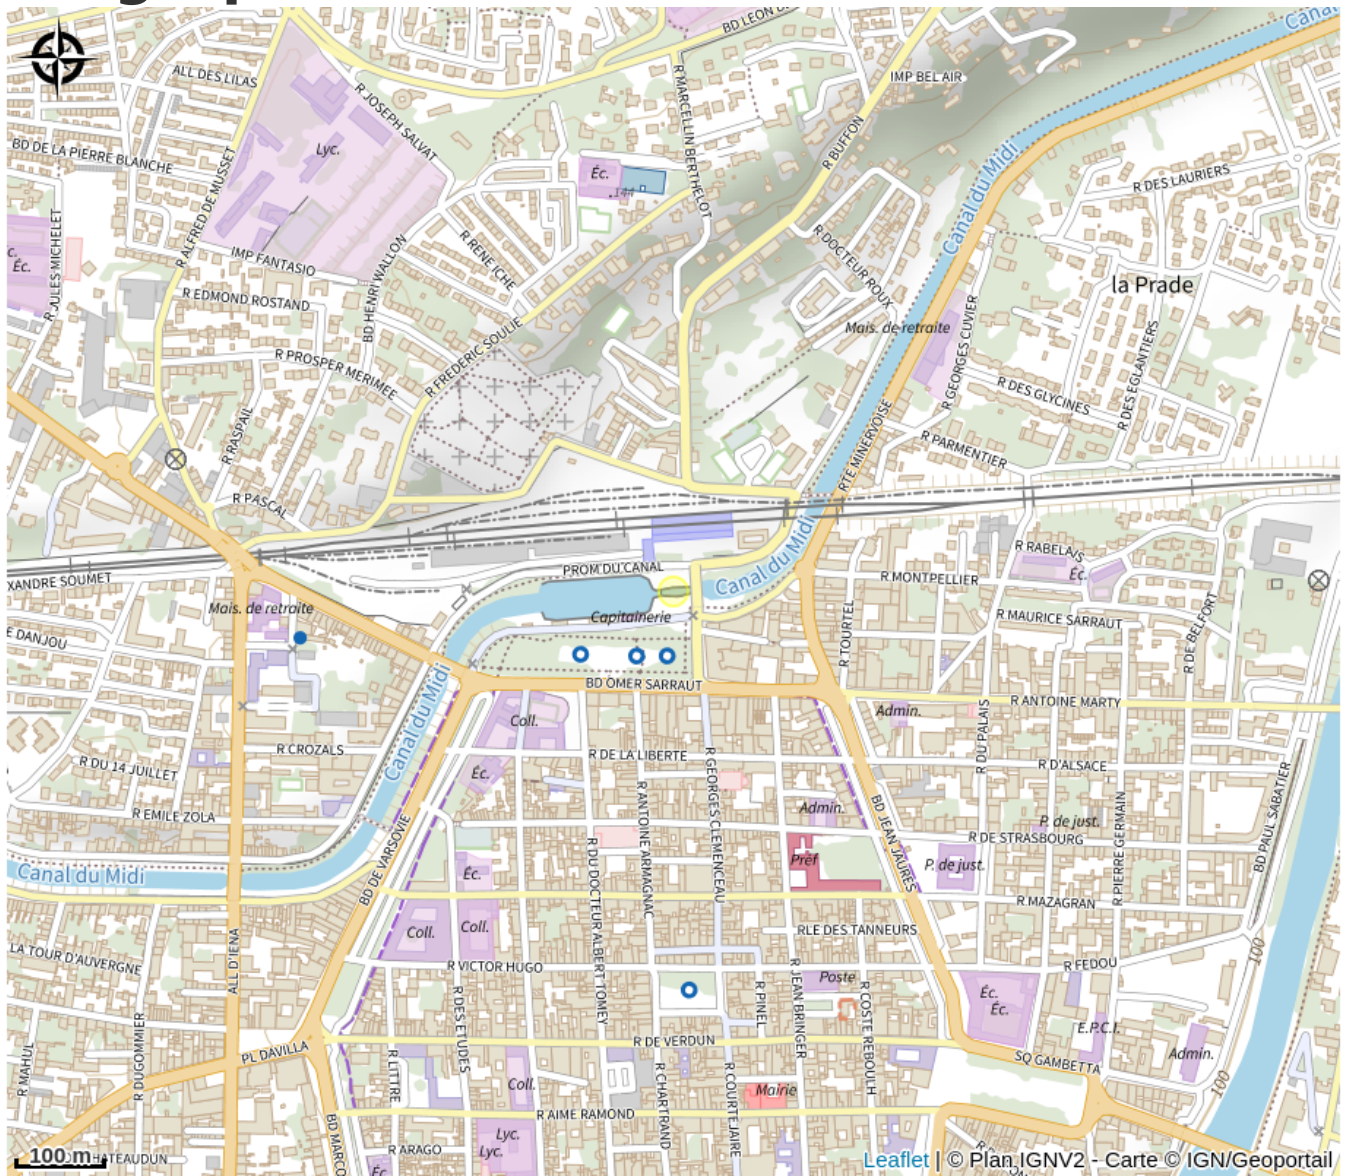 BD LEON
Canal
ALL DES LILAS
R JOSEPH SALVAT
R MARCELLIN BERTHELOT
IMP BEL AIR
R BUFFON
BD DE LA PIERRE BLANCHE
Lyc.
R ALFRED DE MUSSET
Éc.
144
Canal du Midi
R DES LAURIERS
R JULES MICHELET
Éc.
IMP FANTASIO
BD HENRI WALLON
R RENE ICHE
R DOCTEUR ROUX
la Prade
R EDMOND ROSTAND
Mais. de retraite
R GEORGES CUVIER
R FREDERIC SOULIE
R PROSPER MERIMEE
R DES EGLANTIERS
R DES GLYCINES
R RASPAIL
RTE MINERVOISE
R PARMENTIER
R PASCAL
Canal du Midi
R RABELAIS
XANDRE SOUMET
PROM DU CANAL
R MONTPELLIER
Éc.
Mais. de retraite
Capitainerie
R MAURICE SARRAUT
E DANJOU
R TOURTEL
R DE BELFORT
BD OMER SARRAUT
R ANTOINE MARTY
Canal du Midi
Coll.
Admin.
R DU PALAIS
R CROZALS
R DE LA LIBERTE
R DU 14 JUILLET
Éc.
R GEORGES CLEMENCEAU
R D'ALSACE
R EMILE ZOLA
R ANTOINE ARMAGNAC
Admin.
BD JEAN JAURES
P. de just.
R DE STRASBOURG
BD PAUL SABATIER
BD DE VARSOVIE
R DU DOCTEUR ALBERT TOMEY
Préf
P. de just.
R PIERRE GERMAIN
Canal du Midi
Éc.
R MAZAGRAN
Coll.
Coll.
RLE DES TANNEURS
LA TOUR D'AUVERGNE
ALL D'IENA
R VICTOR HUGO
R FEDOU
100
R DES ETUDES
R PINEL
R JEAN BRINGER
Poste
R COSTE REBOULH
Éc.
Éc.
E.P.C.I.
R DUGOMMIER
PL DAVILLA
R DE VERDUN
SQ GAMBETTA
Admin.
R MAHUL
R LITTRE
Coll.
R CHARTRAND
R COURTEJAIRE
Mairie
100
R AIME RAMOND
BD MARCO
Lyc.
Lyc.
R ARAGO
Éc
100 m
HATEAUDUN
Leaflet | © Plan IGNV2 - Carte © IGN/Geoportail